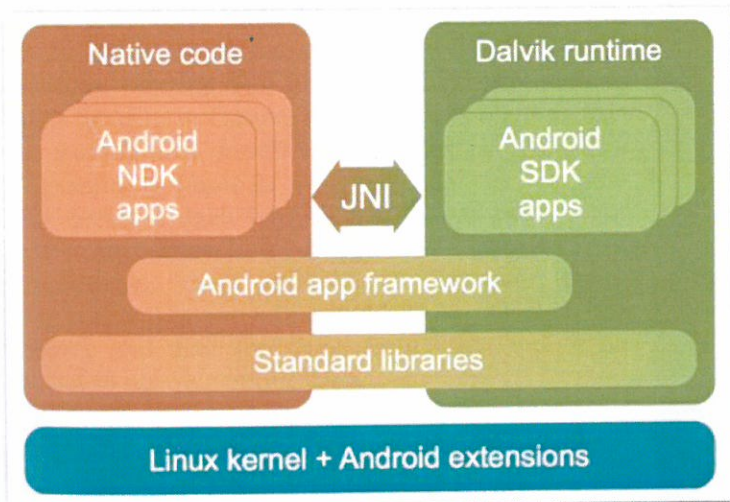 Native code
Dalvik runtime
Android
NDK
apps
JNI
Android
SDK
apps
Android app framework
Standard libraries
Linux kernel + Android extensions